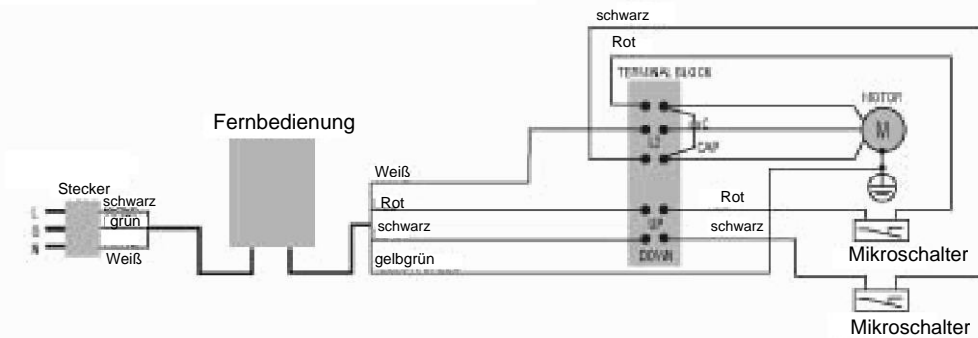 schwarz
Rot
TERMINAL BLOCK
MOTOR
Fernbedienung
M
L2
CAP
Weiß
Stecker
schwarz
Rot
Rot
grün
UP
schwarz
schwarz
Weiß
DOWN
Mikroschalter
gelbgrün
Mikroschalter